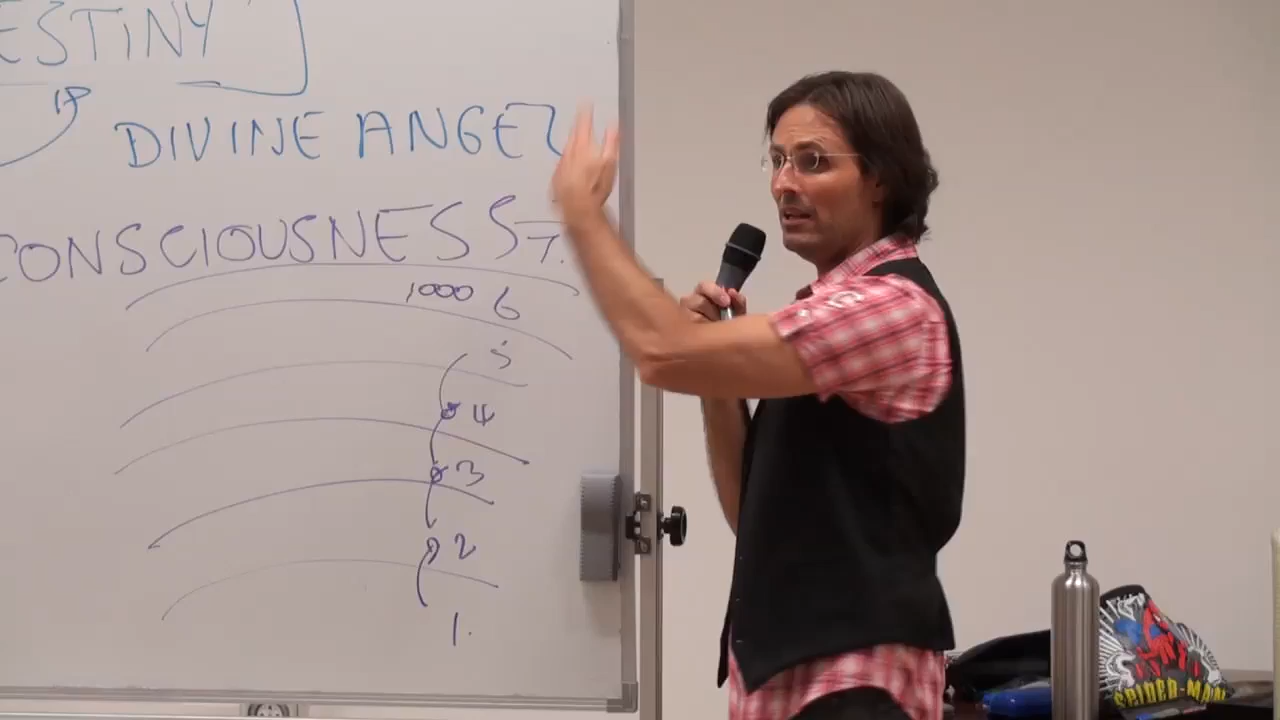 ESTINY
DIVINE ANGEL
CONSCIOUSNESS 7.
1000 6
5
4
3
2
1.
SPIDER-MAN